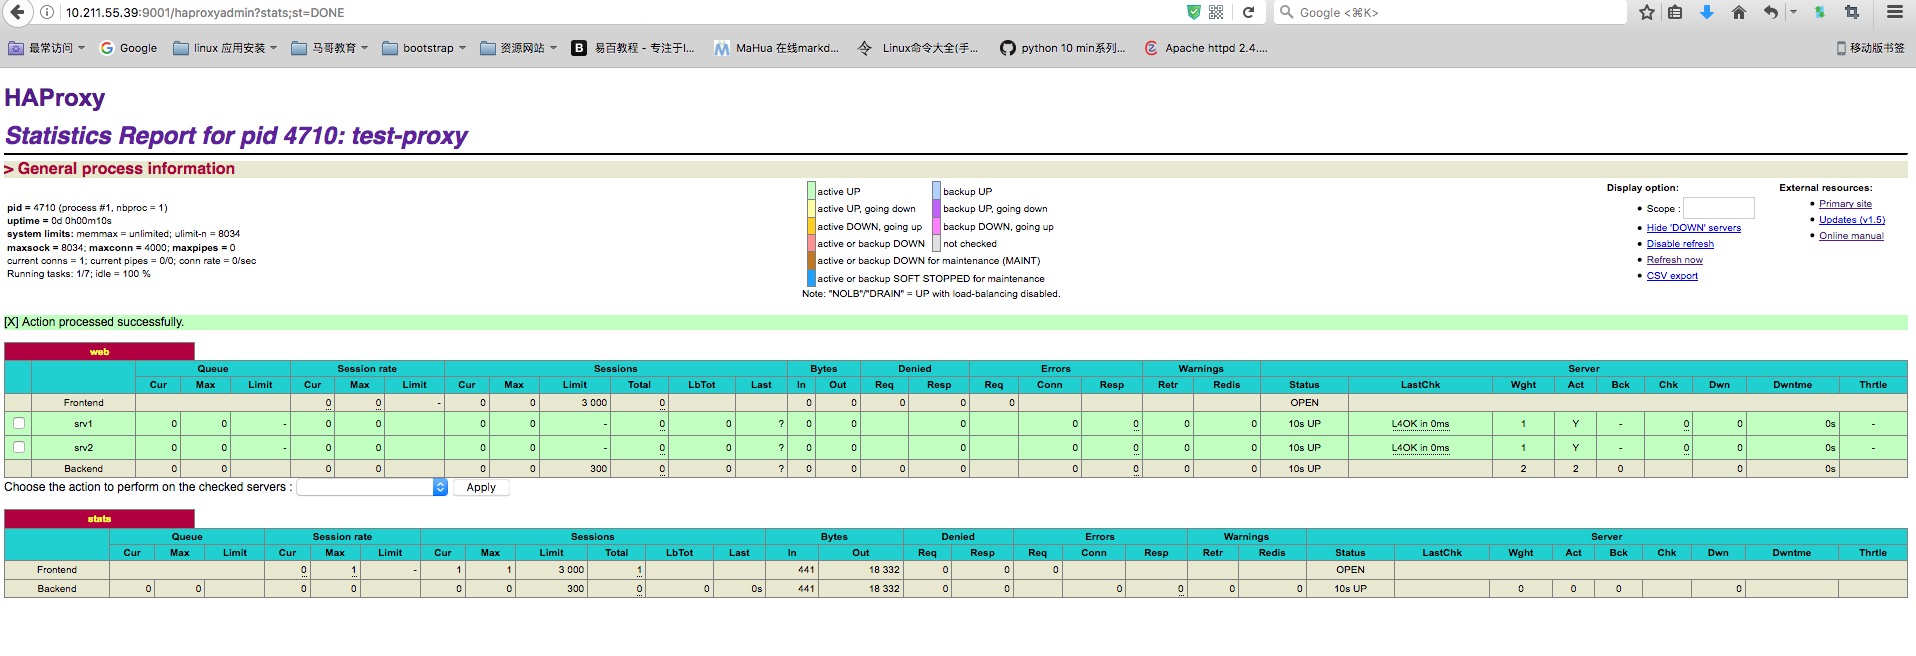 10.211.55.39:9001/haproxyadmin?stats;st=DONE
Google <⌘K>
最常访问 Google linux 应用安装 马哥教育 bootstrap 资源网站 易百教程 - 专注于I... MaHua 在线markd... Linux命令大全(手... python 10 min系列... Apache httpd 2.4.... 移动版书签
HAProxy
Statistics Report for pid 4710: test-proxy
> General process information
pid = 4710 (process #1, nbproc = 1)
uptime = 0d 0h00m10s
system limits: memmax = unlimited; ulimit-n = 8034
maxsock = 8034; maxconn = 4000; maxpipes = 0
current conns = 1; current pipes = 0/0; conn rate = 0/sec
Running tasks: 1/7; idle = 100 %
active UP backup UP
active UP, going down backup UP, going down
active DOWN, going up backup DOWN, going up
active or backup DOWN not checked
active or backup DOWN for maintenance (MAINT)
active or backup SOFT STOPPED for maintenance
Note: "NOLB"/"DRAIN" = UP with load-balancing disabled.
Display option:
• Scope :
• Hide 'DOWN' servers
• Disable refresh
• Refresh now
• CSV export
External resources:
• Primary site
• Updates (v1.5)
• Online manual
[X] Action processed successfully.
web
Queue Session rate Sessions Bytes Denied Errors Warnings Server
Cur Max Limit Cur Max Limit Cur Max Limit Total LbTot Last In Out Req Resp Req Conn Resp Retr Redis Status LastChk Wght Act Bck Chk Dwn Dwntme Thrtle
Frontend 0 0 - 0 0 3 000 0 0 0 0 0 0 OPEN
srv1 0 0 - 0 0 0 0 - 0 0 ? 0 0 0 0 0 0 0 10s UP L4OK in 0ms 1 Y - 0 0 0s -
srv2 0 0 - 0 0 0 0 - 0 0 ? 0 0 0 0 0 0 0 10s UP L4OK in 0ms 1 Y - 0 0 0s -
Backend 0 0 0 0 0 0 300 0 0 ? 0 0 0 0 0 0 0 0 10s UP 2 2 0 0 0s
Choose the action to perform on the checked servers : Apply
stats
Queue Session rate Sessions Bytes Denied Errors Warnings Server
Cur Max Limit Cur Max Limit Cur Max Limit Total LbTot Last In Out Req Resp Req Conn Resp Retr Redis Status LastChk Wght Act Bck Chk Dwn Dwntme Thrtle
Frontend 0 1 - 1 1 3 000 1 441 18 332 0 0 0 OPEN
Backend 0 0 0 0 0 0 300 0 0 0s 441 18 332 0 0 0 0 0 0 10s UP 0 0 0 0